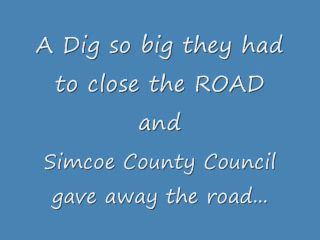 A Dig so big they had
to close the ROAD
and
Simcoe County Council
gave away the road...